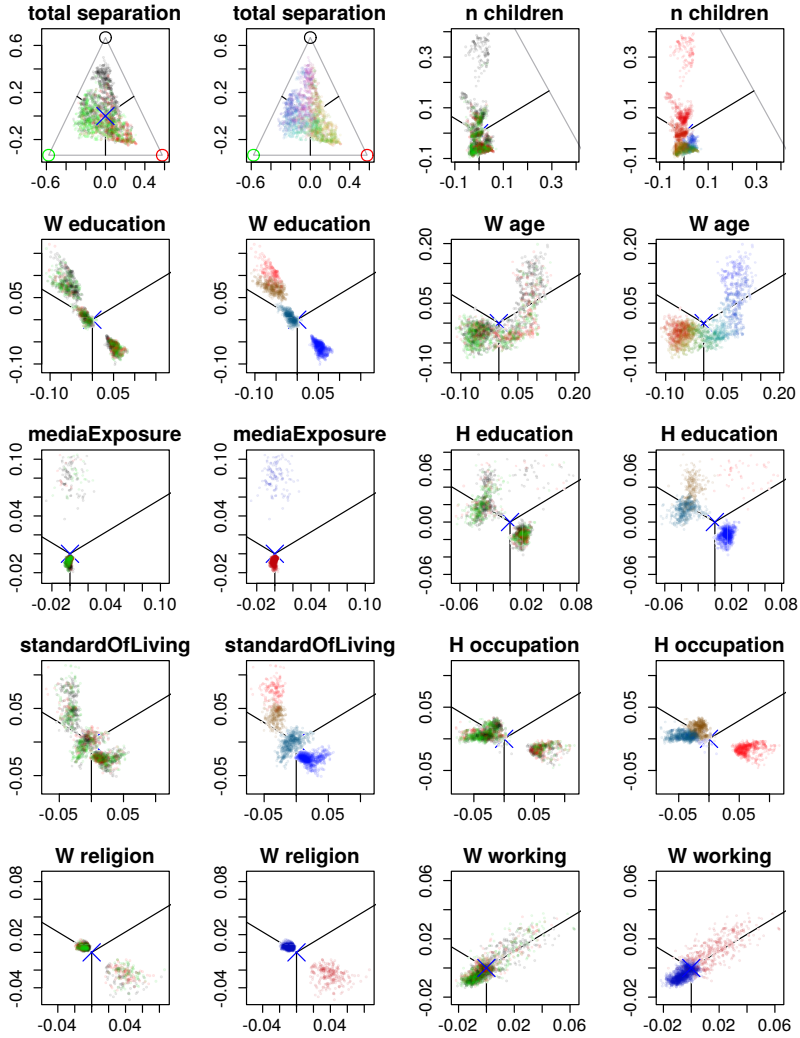 total separation
0.6
0.2
-0.2
-0.6 0.0 0.4
total separation
0.6
0.2
-0.2
-0.6 0.0 0.4
n children
0.3
0.1
-0.1
-0.1 0.1 0.3
n children
0.3
0.1
-0.1
-0.1 0.1 0.3
W education
0.05
-0.10
-0.10 0.05
W education
0.05
-0.10
-0.10 0.05
W age
0.20
0.05
-0.10
-0.10 0.05 0.20
W age
0.20
0.05
-0.10
-0.10 0.05 0.20
mediaExposure
0.10
0.04
-0.02
-0.02 0.04 0.10
mediaExposure
0.10
0.04
-0.02
-0.02 0.04 0.10
H education
0.06
0.00
-0.06
-0.06 0.02 0.08
H education
0.06
0.00
-0.06
-0.06 0.02 0.08
standardOfLiving
0.05
-0.05
-0.05 0.05
standardOfLiving
0.05
-0.05
-0.05 0.05
H occupation
0.05
-0.05
-0.05 0.05
H occupation
0.05
-0.05
-0.05 0.05
W religion
0.08
0.02
-0.04
-0.04 0.04
W religion
0.08
0.02
-0.04
-0.04 0.04
W working
0.06
0.02
-0.02
-0.02 0.02 0.06
W working
0.06
0.02
-0.02
-0.02 0.02 0.06